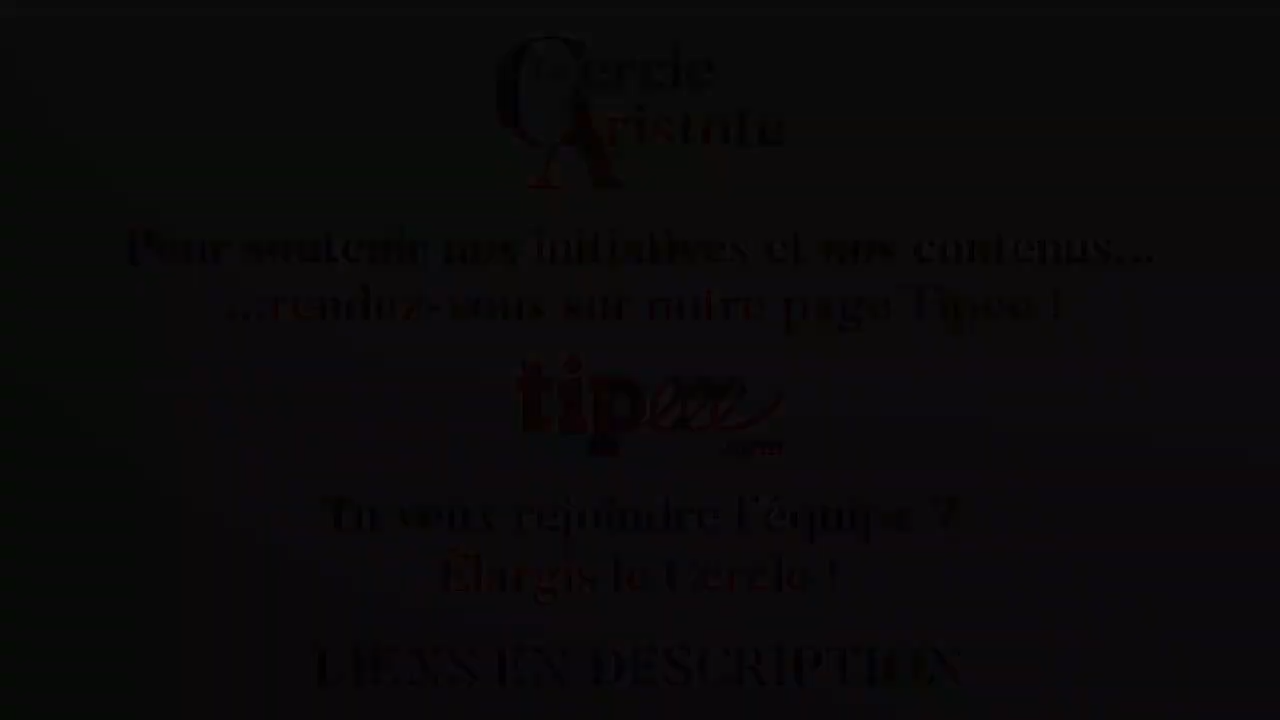 Cercle
Aristote
Pour soutenir nos initiatives et nos contenus...
...rendez-vous sur notre page Tipeee !
tipeee
.com
Tu veux rejoindre l'équipe ?
Élargis le Cercle !
LIENS EN DESCRIPTION